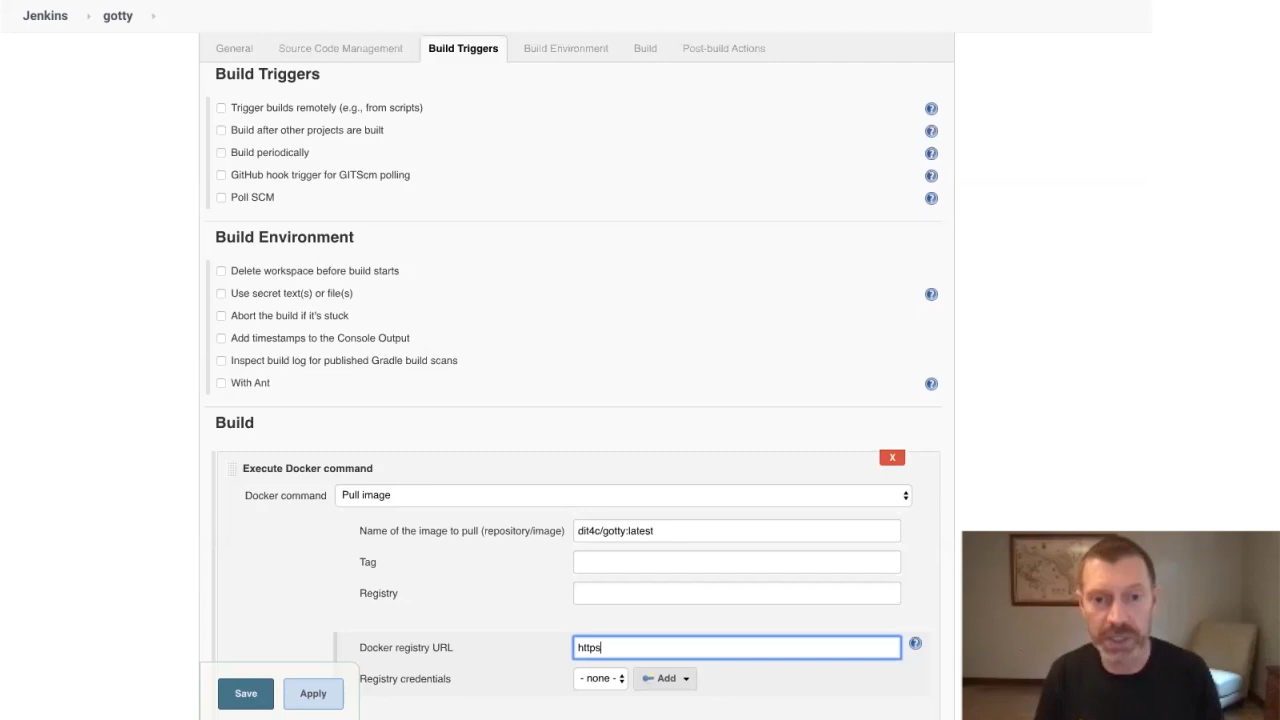 Jenkins gotty
General Source Code Management Build Triggers Build Environment Build Post-build Actions
Build Triggers
Trigger builds remotely (e.g., from scripts)
Build after other projects are built
Build periodically
GitHub hook trigger for GITScm polling
Poll SCM
Build Environment
Delete workspace before build starts
Use secret text(s) or file(s)
Abort the build if it's stuck
Add timestamps to the Console Output
Inspect build log for published Gradle build scans
With Ant
Build
X
Execute Docker command
Docker command Pull image
Name of the image to pull (repository/image) dit4c/gotty:latest
Tag
Registry
Docker registry URL https
Registry credentials - none - Add
Save Apply